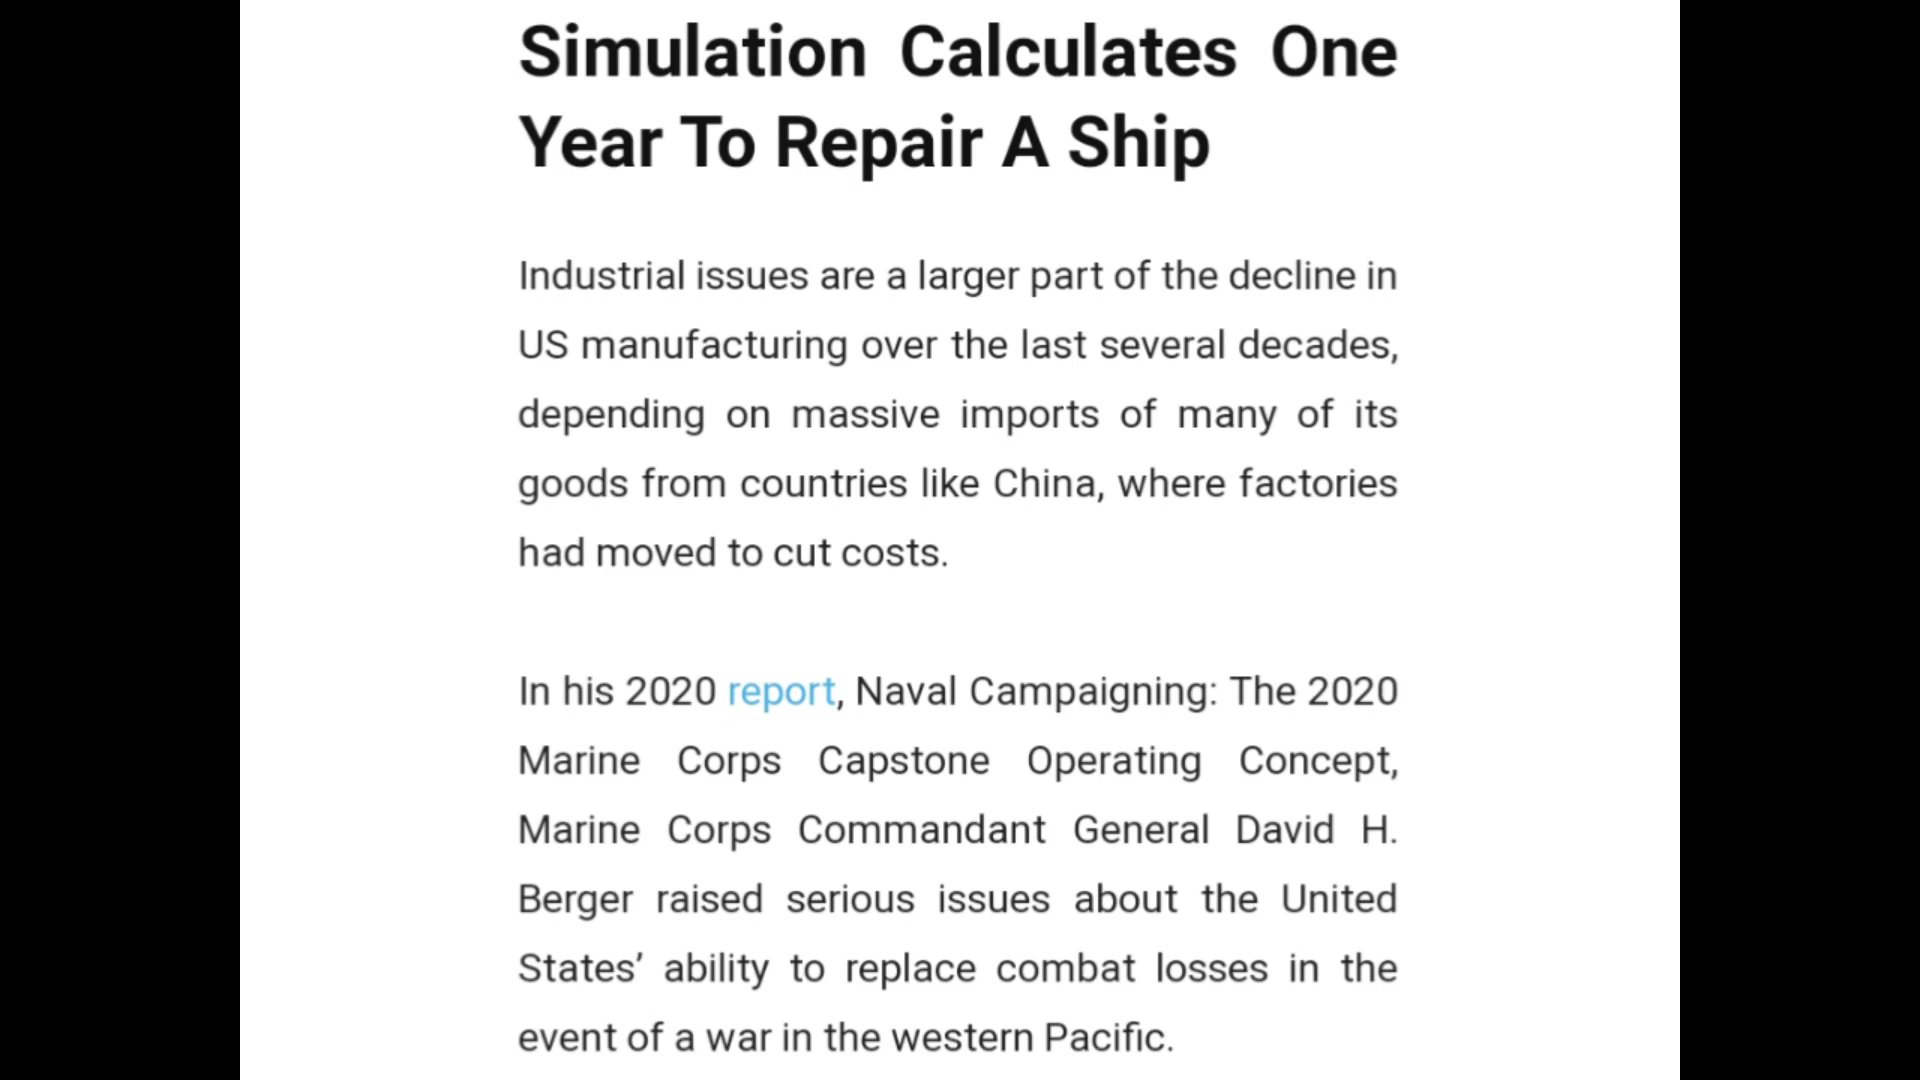 Simulation Calculates One
Year To Repair A Ship
Industrial issues are a larger part of the decline in
US manufacturing over the last several decades,
depending on massive imports of many of its
goods from countries like China, where factories
had moved to cut costs.
In his 2020 report, Naval Campaigning: The 2020
Marine Corps Capstone Operating Concept,
Marine Corps Commandant General David H.
Berger raised serious issues about the United
States’ ability to replace combat losses in the
event of a war in the western Pacific.